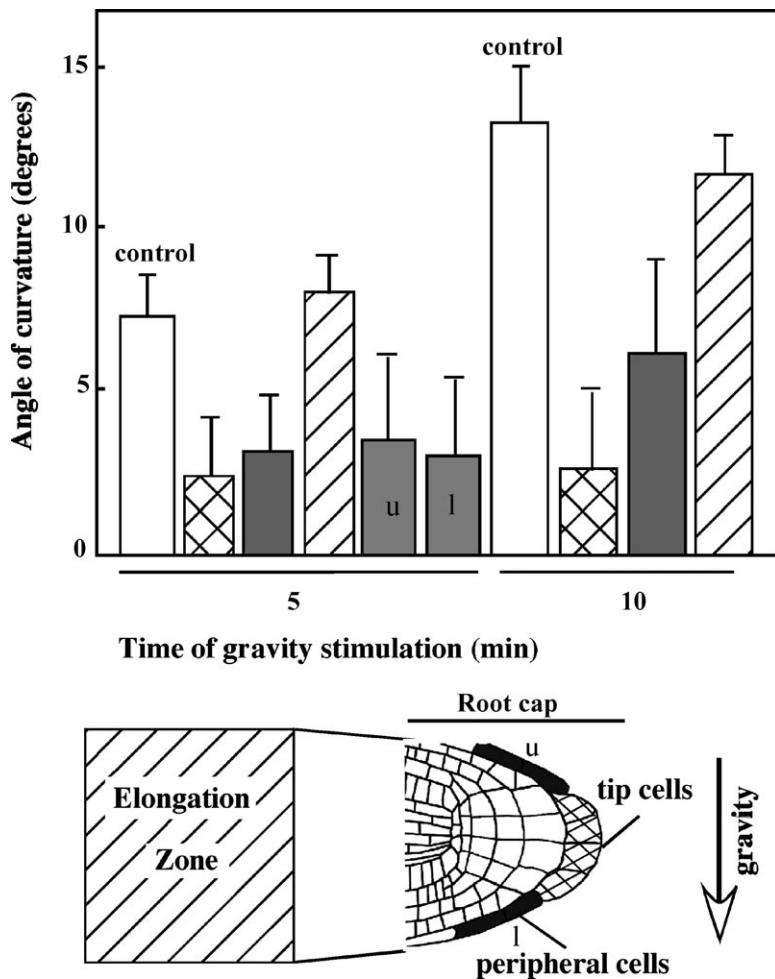 Angle of curvature (degrees)
15
10
5
0
control
control
u
l
5
10
Time of gravity stimulation (min)
Root cap
u
Elongation
Zone
tip cells
gravity
l
peripheral cells